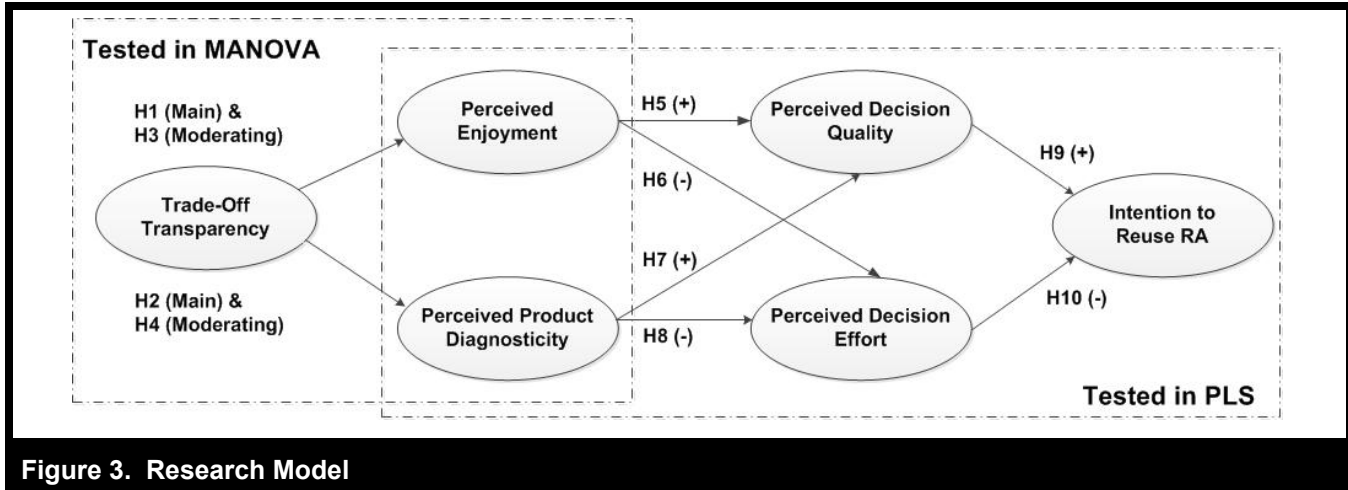 Tested in MANOVA
H1 (Main) &
H3 (Moderating)
Trade-Off
Transparency
H2 (Main) &
H4 (Moderating)
Perceived
Enjoyment
Perceived Product
Diagnosticity
H5 (+)
H6 (-)
H7 (+)
H8 (-)
Perceived Decision
Quality
Perceived Decision
Effort
H9 (+)
H10 (-)
Intention to
Reuse RA
Tested in PLS
Figure 3. Research Model